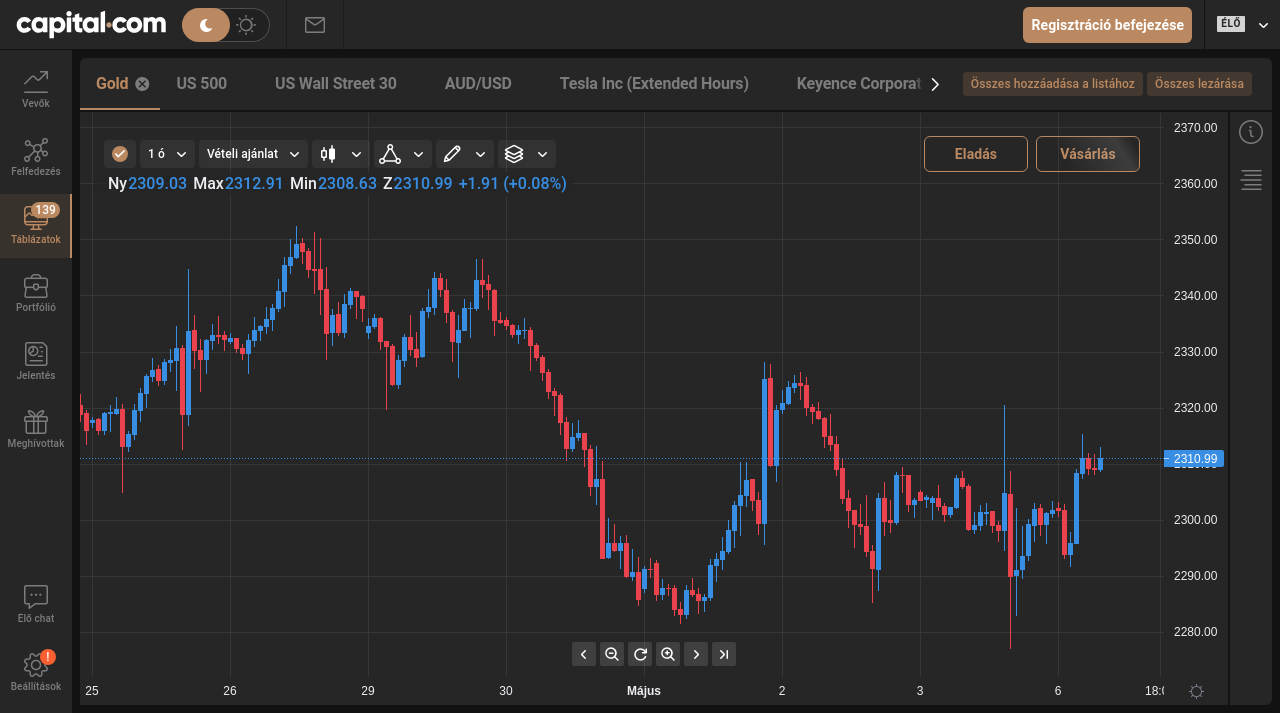 capital.com
Regisztráció befejezése
ÉLŐ
Vevők
Felfedezés
139
Táblázatok
Portfólió
Jelentés
Meghívottak
Élő chat
!
Beállítások
Gold
US 500
US Wall Street 30
AUD/USD
Tesla Inc (Extended Hours)
Keyence Corporat
Összes hozzáadása a listához
Összes lezárása
1 ó
Vételi ajánlat
Eladás
Vásárlás
Ny2309.03 Max2312.91 Min2308.63 Z2310.99 +1.91 (+0.08%)
2370.00
2360.00
2350.00
2340.00
2330.00
2320.00
2310.99
2300.00
2290.00
2280.00
25 26 29 30 Május 2 3 6 18:0